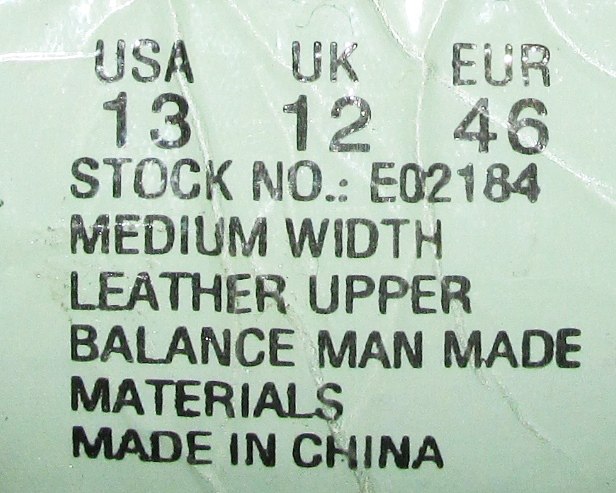 USA UK EUR
13 12 46
STOCK NO.: E02184
MEDIUM WIDTH
LEATHER UPPER
BALANCE MAN MADE
MATERIALS
MADE IN CHINA